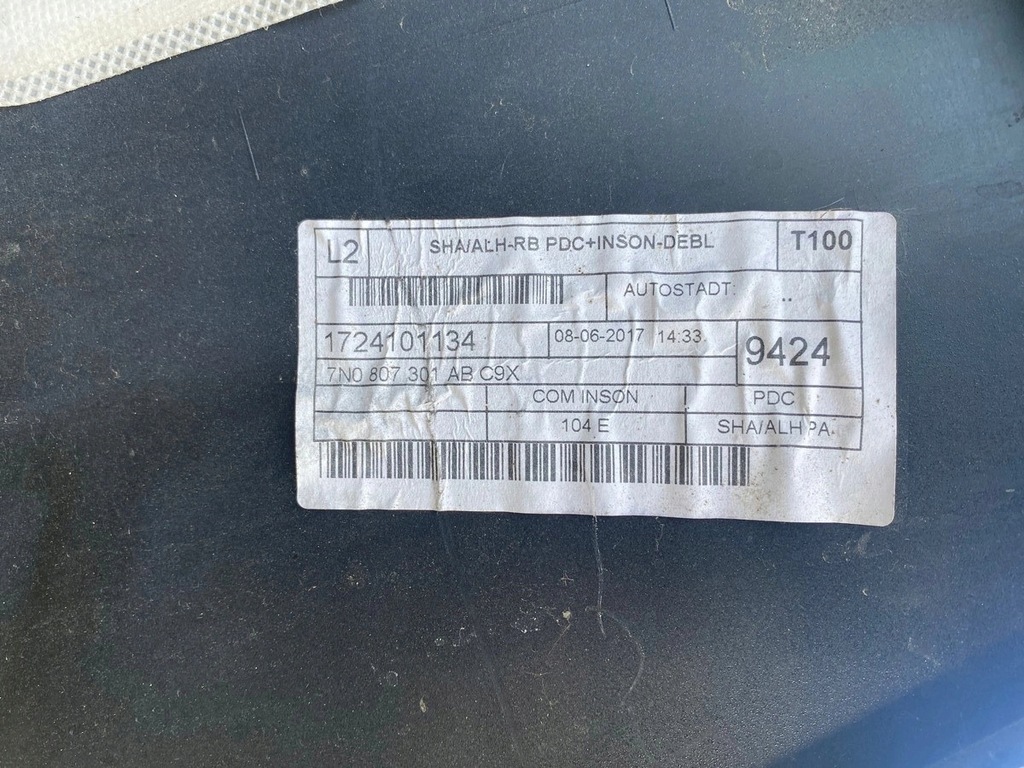 L2 SHA/ALH-RB PDC+INSON-DEBL T100
AUTOSTADT: ..
1724101134 08-06-2017 14:33 9424
7N0 807 301 AB C9X
COM INSON PDC
104 E SHA/ALH PA